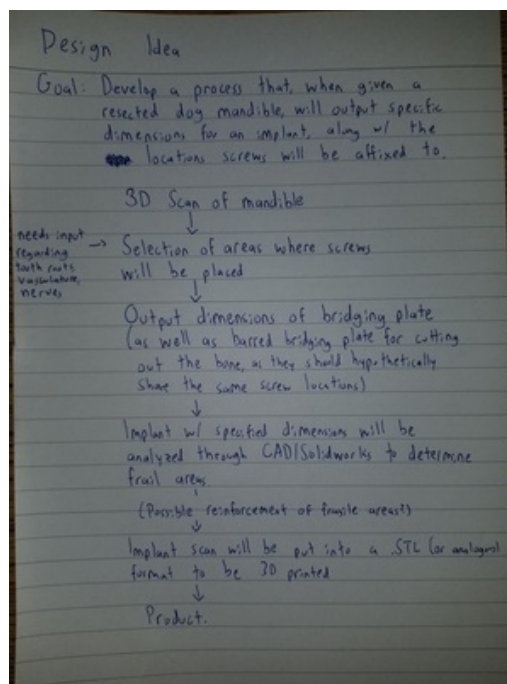 Design Idea
Goal: Develop a process that, when given a
resected dog mandible, will output specific
dimensions for an implant, along w/ the
locations screws will be affixed to.
3D Scan of mandible
↓
needs input
regarding
tooth roots
vasculature,
nerves
→ Selection of areas where screws
will be placed
↓
Output dimensions of bridging plate
(as well as barred bridging plate for cutting
out the bone, as they should hypothetically
share the same screw locations)
↓
Implant w/ specified dimensions will be
analyzed through CAD/Solidworks to determine
frail areas.
(Possible reinforcement of fragile areas?)
↓
Implant scan will be put into a STL (or analogous)
format to be 3D printed
↓
Product.